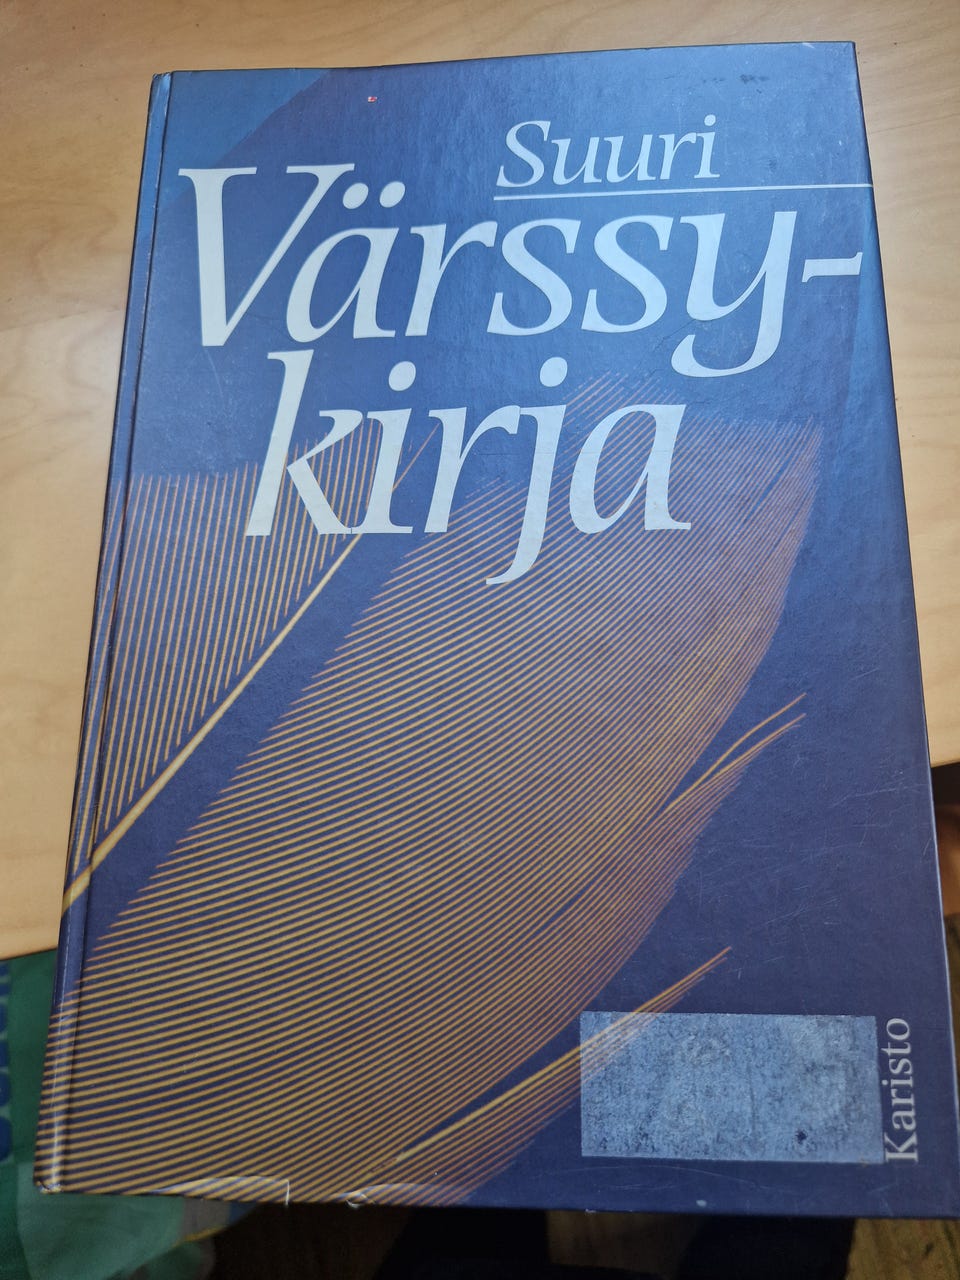 Suuri
Värssy-
kirja
Karisto